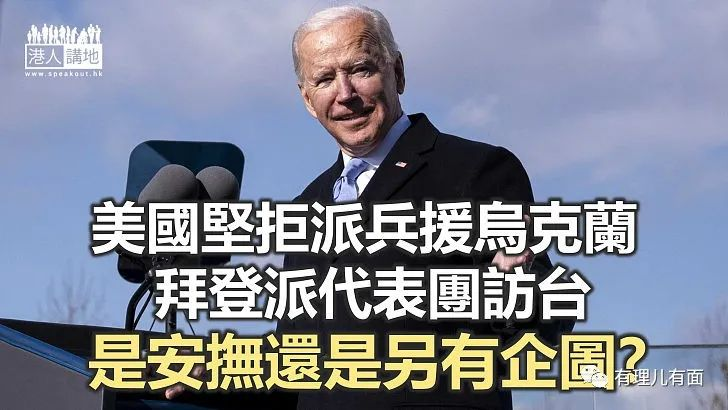 港人講地
www.speakout.hk
美國堅拒派兵援烏克蘭
拜登派代表團訪台
是安撫還是另有企圖?
有理儿有面